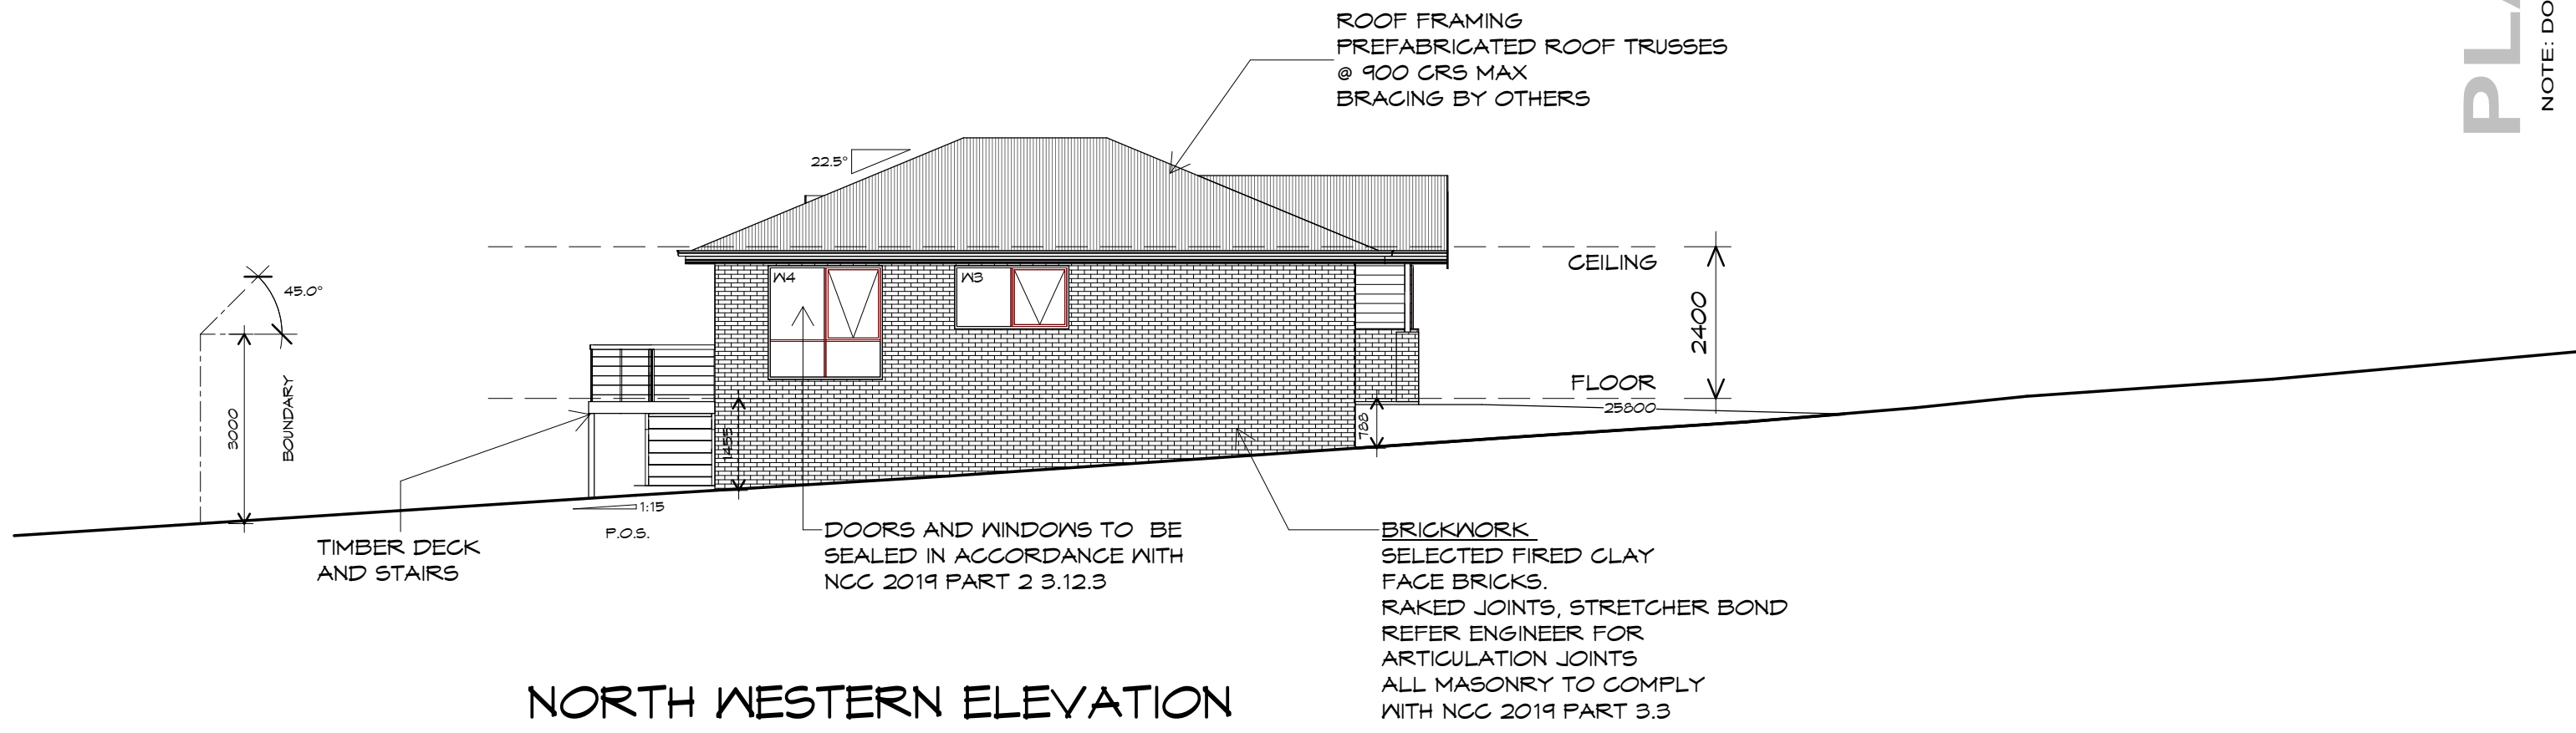 ROOF FRAMING
PREFABRICATED ROOF TRUSSES
@ 900 CRS MAX
BRACING BY OTHERS
NOTE: DO
22.5°
W4
W3
CEILING
45.0°
2400
3000
BOUNDARY
FLOOR
25800
1455
788
1:15
P.O.S.
TIMBER DECK
AND STAIRS
DOORS AND WINDOWS TO BE
SEALED IN ACCORDANCE WITH
NCC 2019 PART 2 3.12.3
BRICKWORK
SELECTED FIRED CLAY
FACE BRICKS.
RAKED JOINTS, STRETCHER BOND
REFER ENGINEER FOR
ARTICULATION JOINTS
ALL MASONRY TO COMPLY
WITH NCC 2019 PART 3.3
NORTH WESTERN ELEVATION